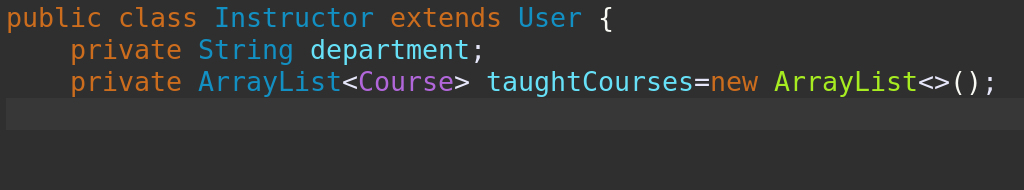 public class Instructor extends User {
    private String department;
    private ArrayList<Course> taughtCourses=new ArrayList<>();